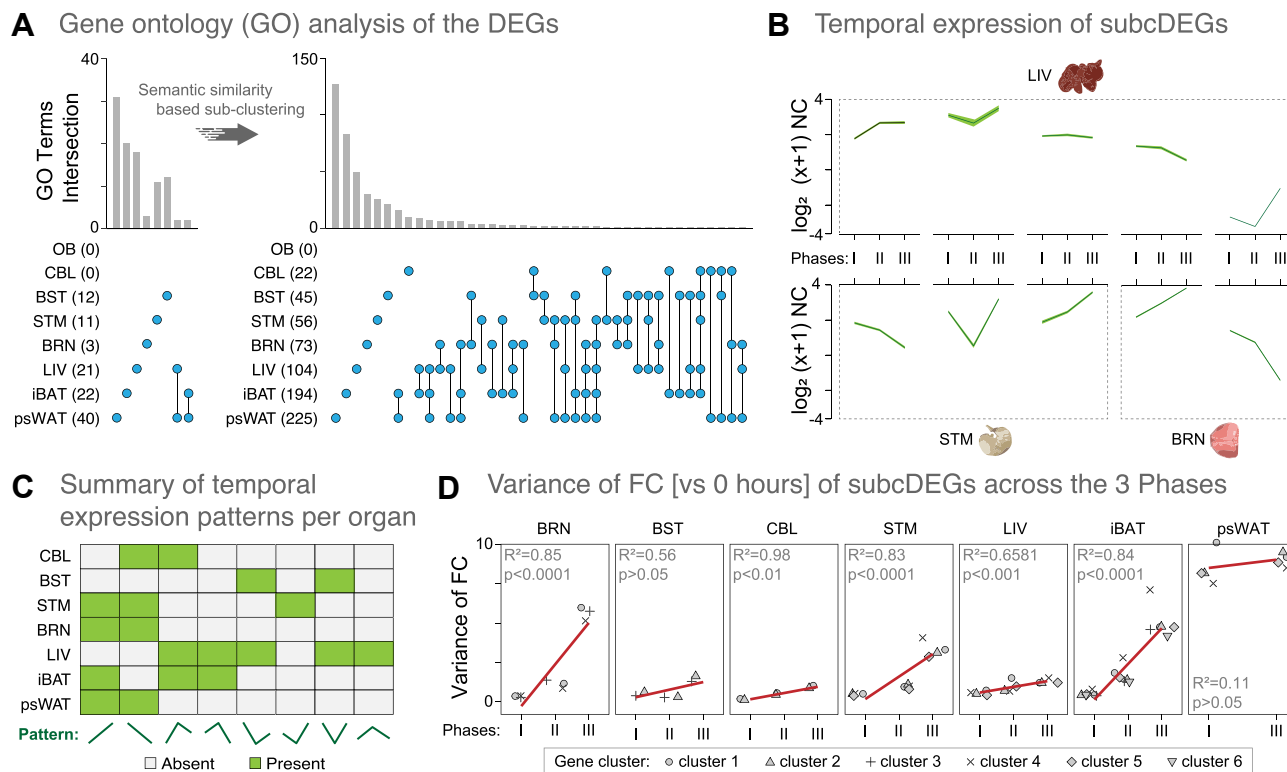 A Gene ontology (GO) analysis of the DEGs
40
0
GO Terms
Intersection
Semantic similarity
based sub-clustering
150
0
OB (0)
CBL (0)
BST (12)
STM (11)
BRN (3)
LIV (21)
iBAT (22)
psWAT (40)
OB (0)
CBL (22)
BST (45)
STM (56)
BRN (73)
LIV (104)
iBAT (194)
psWAT (225)
B Temporal expression of subcDEGs
LIV
4
-4
log₂ (x+1) NC
Phases: I II III I II III I II III I II III I II III
4
-4
log₂ (x+1) NC
STM
BRN
C Summary of temporal
expression patterns per organ
CBL
BST
STM
BRN
LIV
iBAT
psWAT
Pattern:
Absent Present
D Variance of FC [vs 0 hours] of subcDEGs across the 3 Phases
BRN BST CBL STM LIV iBAT psWAT
10
0
Variance of FC
R²=0.85
p<0.0001
R²=0.56
p>0.05
R²=0.98
p<0.01
R²=0.83
p<0.0001
R²=0.6581
p<0.001
R²=0.84
p<0.0001
R²=0.11
p>0.05
Phases: I II III I II III I II III I II III I II III I II III I III
Gene cluster: cluster 1 cluster 2 cluster 3 cluster 4 cluster 5 cluster 6